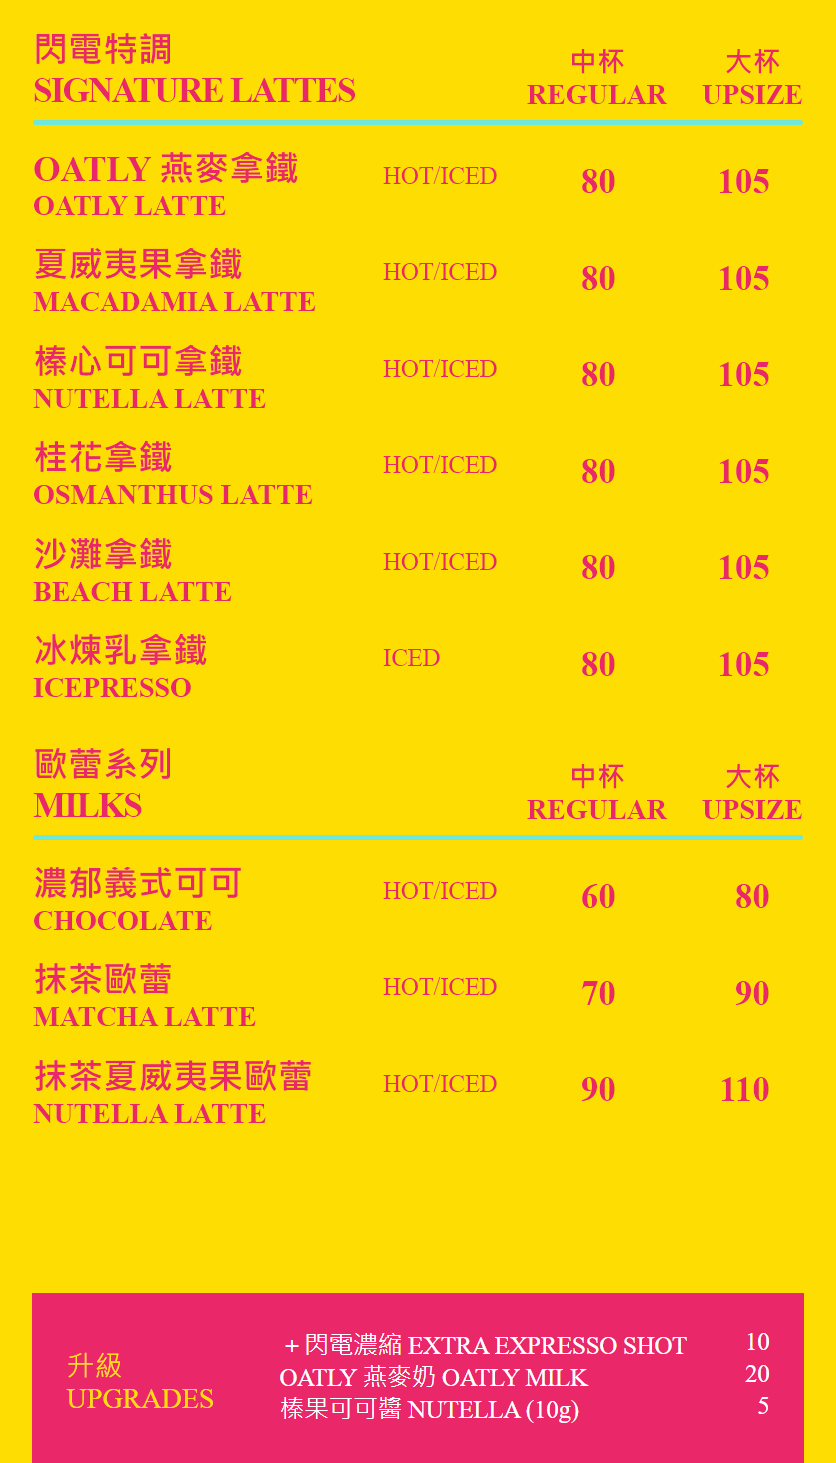 閃電特調
SIGNATURE LATTES
中杯 大杯
REGULAR UPSIZE
OATLY 燕麥拿鐵 HOT/ICED 80 105
OATLY LATTE
夏威夷果拿鐵 HOT/ICED 80 105
MACADAMIA LATTE
榛心可可拿鐵 HOT/ICED 80 105
NUTELLA LATTE
桂花拿鐵 HOT/ICED 80 105
OSMANTHUS LATTE
沙灘拿鐵 HOT/ICED 80 105
BEACH LATTE
冰煉乳拿鐵 ICED 80 105
ICEPRESSO
歐蕾系列
MILKS
中杯 大杯
REGULAR UPSIZE
濃郁義式可可 HOT/ICED 60 80
CHOCOLATE
抹茶歐蕾 HOT/ICED 70 90
MATCHA LATTE
抹茶夏威夷果歐蕾 HOT/ICED 90 110
NUTELLA LATTE
升級
UPGRADES
+閃電濃縮 EXTRA EXPRESSO SHOT 10
OATLY 燕麥奶 OATLY MILK 20
榛果可可醬 NUTELLA (10g) 5